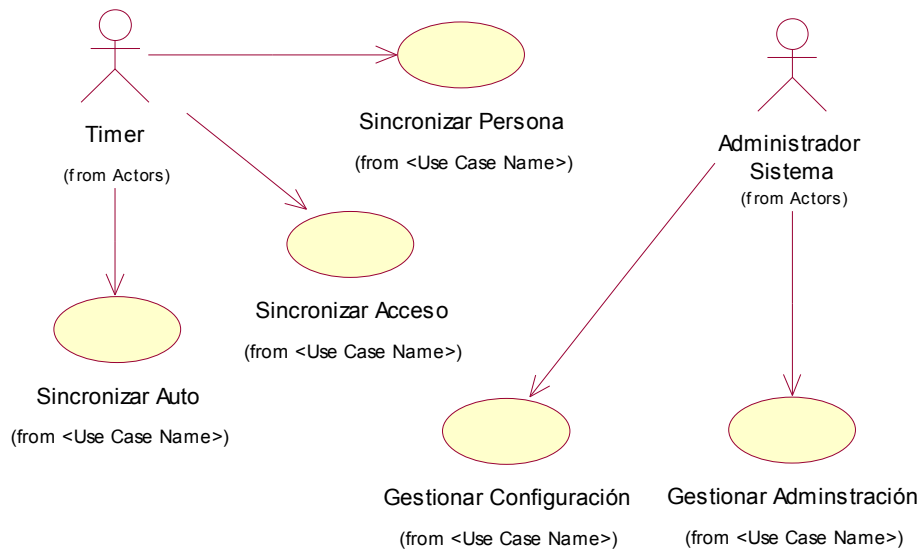 Timer
(from Actors)
Sincronizar Persona
(from <Use Case Name>)
Administrador
Sistema
(from Actors)
Sincronizar Acceso
(from <Use Case Name>)
Sincronizar Auto
(from <Use Case Name>)
Gestionar Configuración
(from <Use Case Name>)
Gestionar Adminstración
(from <Use Case Name>)